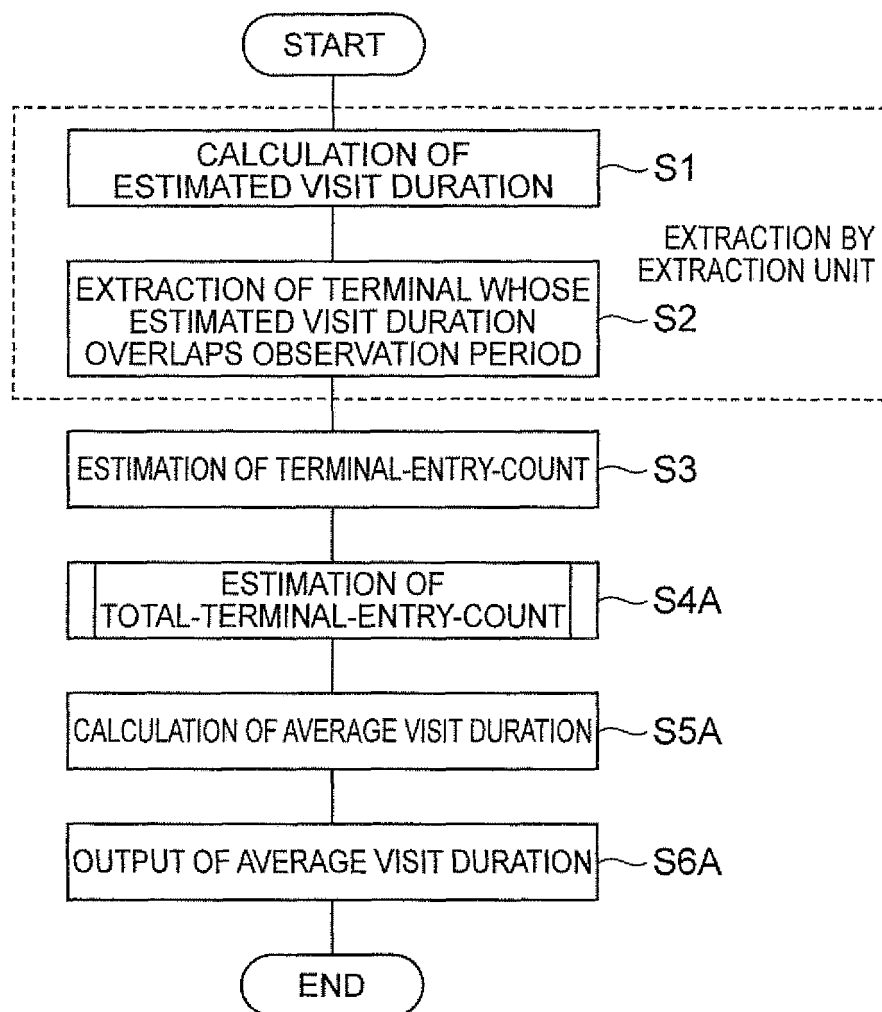 START
CALCULATION OF
ESTIMATED VISIT DURATION
S1
EXTRACTION BY
EXTRACTION UNIT
EXTRACTION OF TERMINAL WHOSE
ESTIMATED VISIT DURATION
OVERLAPS OBSERVATION PERIOD
S2
ESTIMATION OF TERMINAL-ENTRY-COUNT
S3
ESTIMATION OF
TOTAL-TERMINAL-ENTRY-COUNT
S4A
CALCULATION OF AVERAGE VISIT DURATION
S5A
OUTPUT OF AVERAGE VISIT DURATION
S6A
END